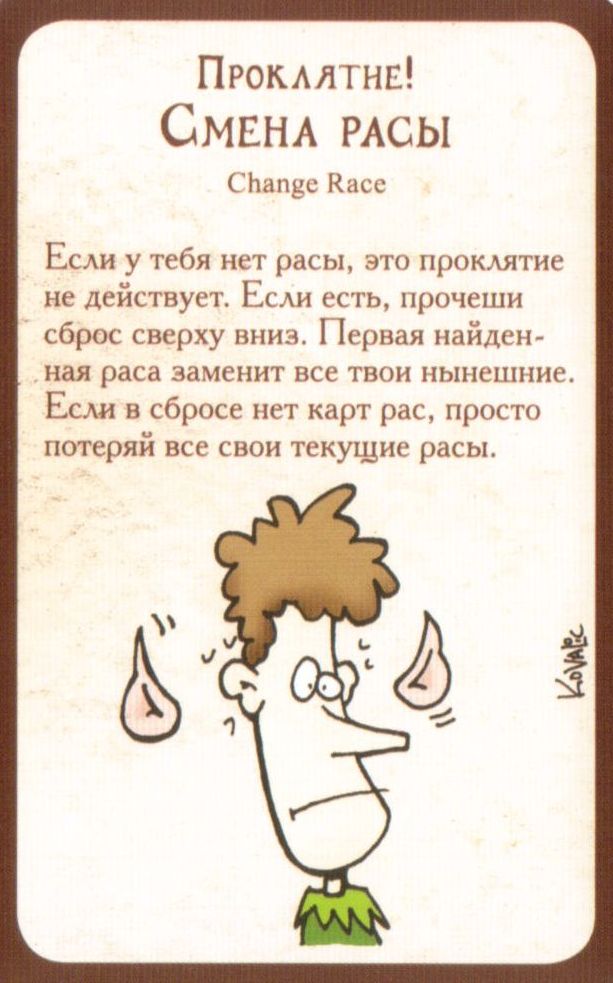 Проклятие!
Смена расы
Change Race
Если у тебя нет расы, это проклятие
не действует. Если есть, прочеши
сброс сверху вниз. Первая найден-
ная раса заменит все твои нынешние.
Если в сбросе нет карт рас, просто
потеряй все свои текущие расы.
Kovalic